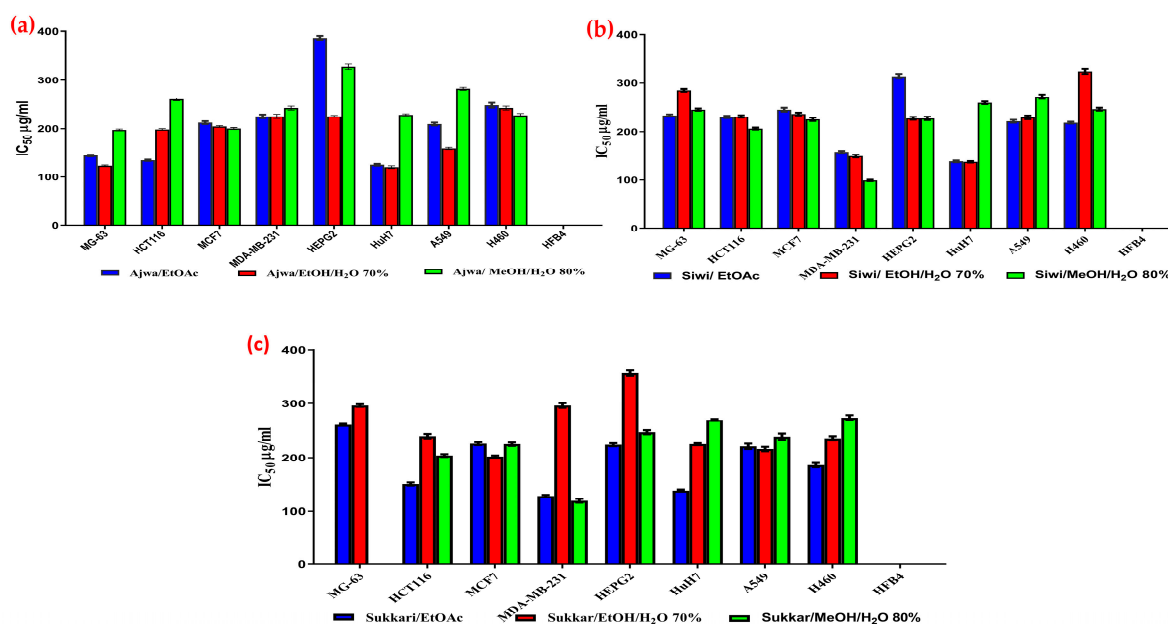 (a)
IC50 µg/ml
400
300
200
100
0
MG-63 HCT116 MCF7 MDA-MB-231 HEPG2 HuH7 A549 H460 HFB4
Ajwa/EtOAc Ajwa/EtOH/H2O 70% Ajwa/ MeOH/H2O 80%
(b)
IC50 µg/ml
400
300
200
100
0
MG-63 HCT116 MCF7 MDA-MB-231 HEPG2 HuH7 A549 H460 HFB4
Siwi/ EtOAc Siwi/ EtOH/H2O 70% Siwi/MeOH/H2O 80%
(c)
IC50 µg/ml
400
300
200
100
0
MG-63 HCT116 MCF7 MDA-MB-231 HEPG2 HuH7 A549 H460 HFB4
Sukkari/EtOAc Sukkar/EtOH/H2O 70% Sukkar/MeOH/H2O 80%